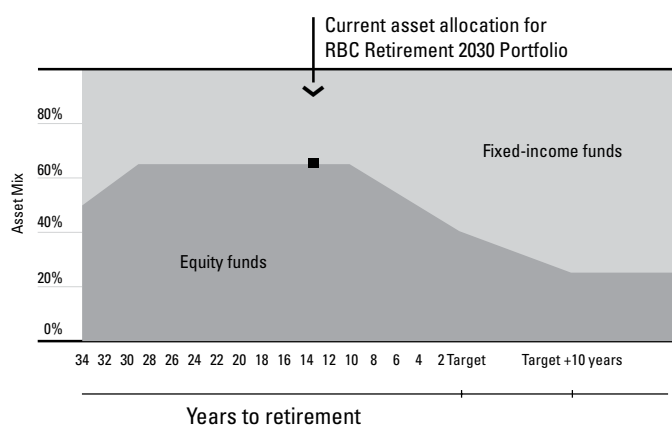 Current asset allocation for
RBC Retirement 2030 Portfolio
80%
60%
40%
20%
0%
Asset Mix
Fixed-income funds
Equity funds
34 32 30 28 26 24 22 20 18 16 14 12 10 8 6 4 2 Target Target +10 years
Years to retirement